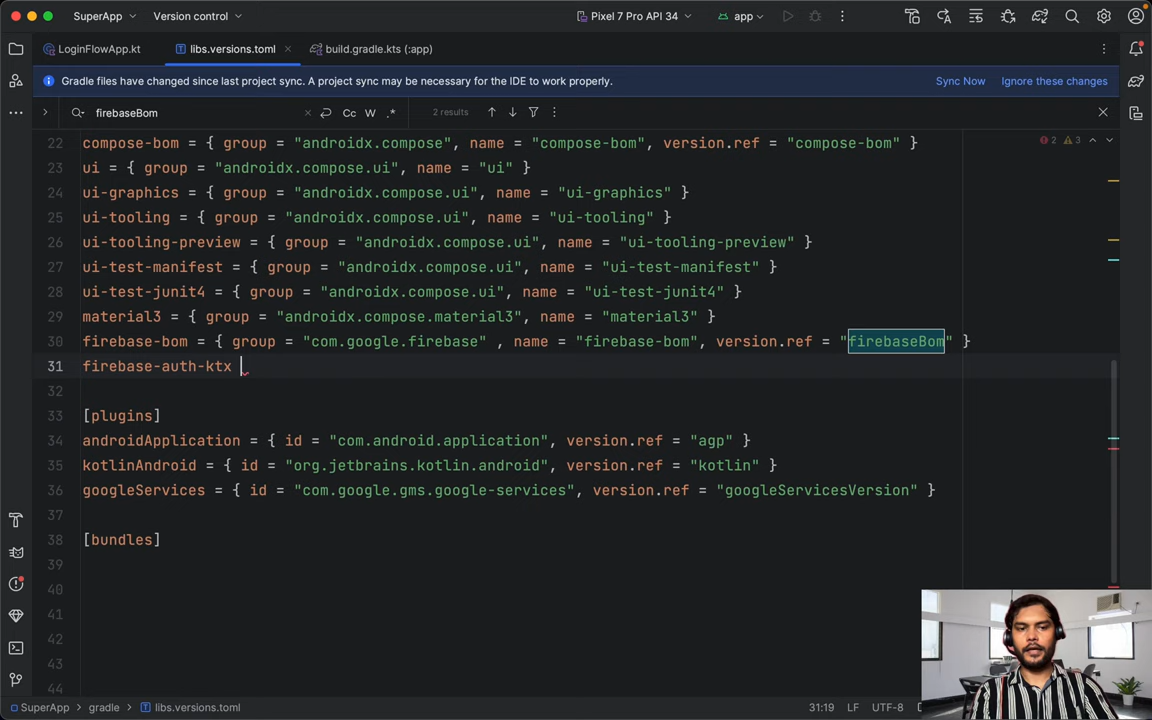 SuperApp Version control Pixel 7 Pro API 34 app
LoginFlowApp.kt libs.versions.toml build.gradle.kts (:app)
Gradle files have changed since last project sync. A project sync may be necessary for the IDE to work properly. Sync Now Ignore these changes
firebaseBom Cc W .* 2 results
22 compose-bom = { group = "androidx.compose", name = "compose-bom", version.ref = "compose-bom" } 2 3
23 ui = { group = "androidx.compose.ui", name = "ui" }
24 ui-graphics = { group = "androidx.compose.ui", name = "ui-graphics" }
25 ui-tooling = { group = "androidx.compose.ui", name = "ui-tooling" }
26 ui-tooling-preview = { group = "androidx.compose.ui", name = "ui-tooling-preview" }
27 ui-test-manifest = { group = "androidx.compose.ui", name = "ui-test-manifest" }
28 ui-test-junit4 = { group = "androidx.compose.ui", name = "ui-test-junit4" }
29 material3 = { group = "androidx.compose.material3", name = "material3" }
30 firebase-bom = { group = "com.google.firebase" , name = "firebase-bom", version.ref = "firebaseBom" }
31 firebase-auth-ktx
32
33 [plugins]
34 androidApplication = { id = "com.android.application", version.ref = "agp" }
35 kotlinAndroid = { id = "org.jetbrains.kotlin.android", version.ref = "kotlin" }
36 googleServices = { id = "com.google.gms.google-services", version.ref = "googleServicesVersion" }
37
38 [bundles]
39
40
41
42
43
44
SuperApp gradle libs.versions.toml 31:19 LF UTF-8